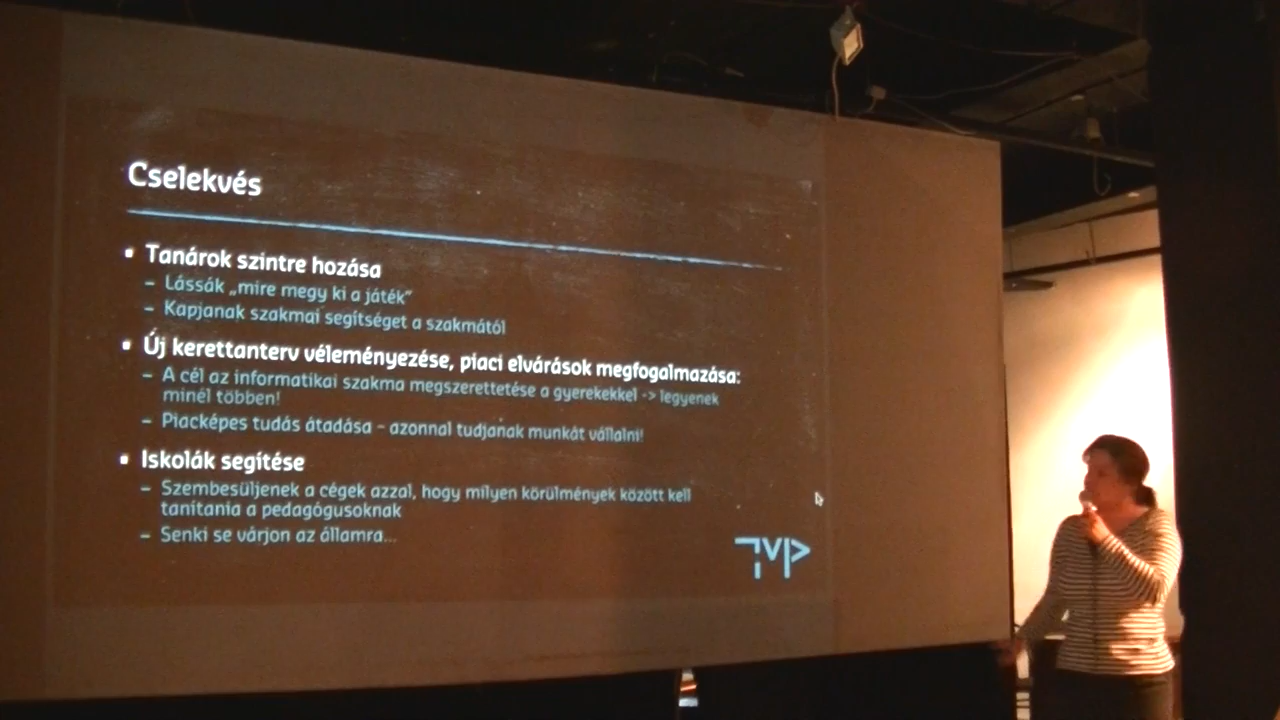 Cselekvés
▪ Tanárok szintre hozása
– Lássák „mire megy ki a játék”
– Kapjanak szakmai segítséget a szakmától
▪ Új kerettanterv véleményezése, piaci elvárások megfogalmazása:
– A cél az informatikai szakma megszerettetése a gyerekekkel -> legyenek
minél többen!
– Piacképes tudás átadása – azonnal tudjanak munkát vállalni!
▪ Iskolák segítése
– Szembesüljenek a cégek azzal, hogy milyen körülmények között kell
tanítania a pedagógusoknak
– Senki se várjon az államra...